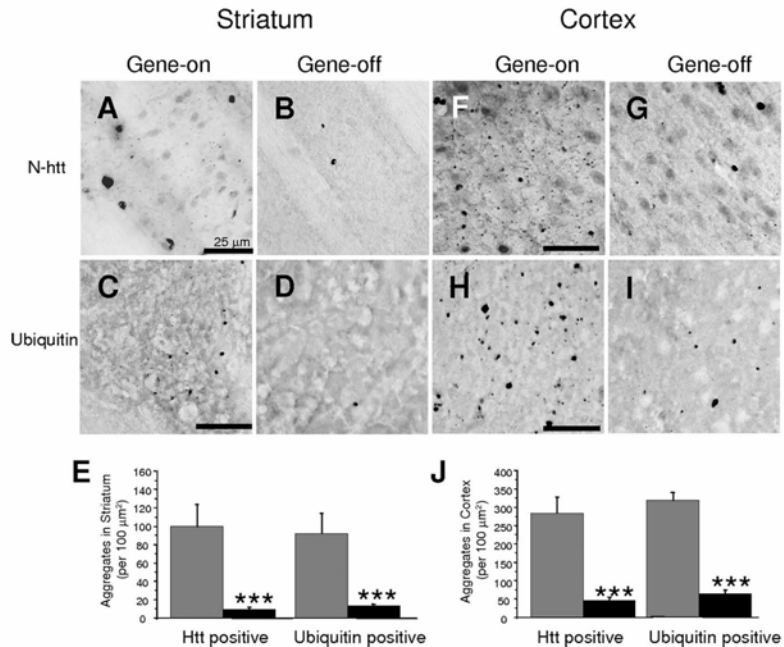 Striatum Cortex
Gene-on Gene-off Gene-on Gene-off
N-htt A B F G
25 μm
Ubiquitin C D H I
E
Aggregates in Striatum
(per 100 μm²)
160
140
120
100
80
60
40
20
0
*** ***
Htt positive Ubiquitin positive
J
Aggregates in Cortex
(per 100 μm²)
400
350
300
250
200
150
100
50
0
*** ***
Htt positive Ubiquitin positive